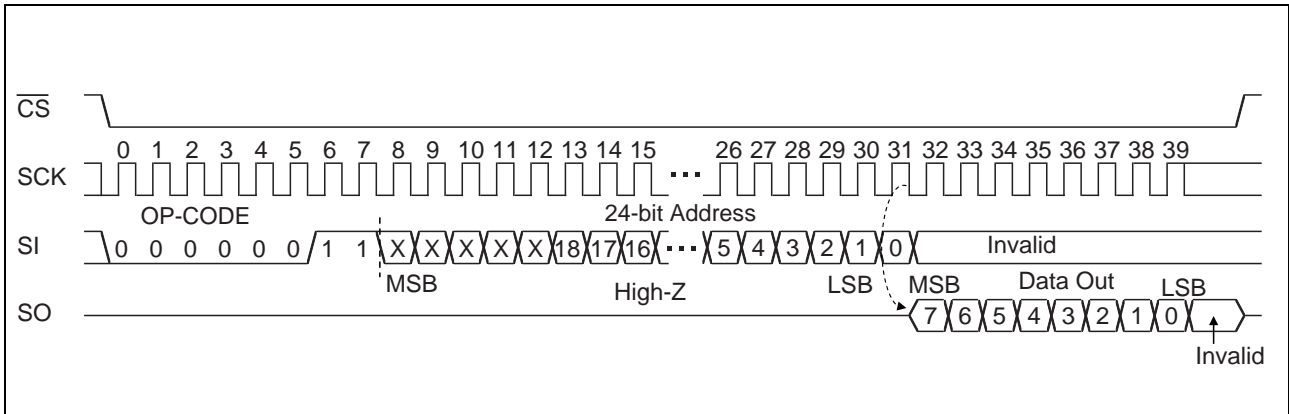 CS
0 1 2 3 4 5 6 7 8 9 10 11 12 13 14 15 26 27 28 29 30 31 32 33 34 35 36 37 38 39
SCK
OP-CODE 24-bit Address
SI 0 0 0 0 0 0 1 1 X X X X X 18 17 16 5 4 3 2 1 0 Invalid
MSB High-Z LSB MSB Data Out LSB
SO 7 6 5 4 3 2 1 0
Invalid